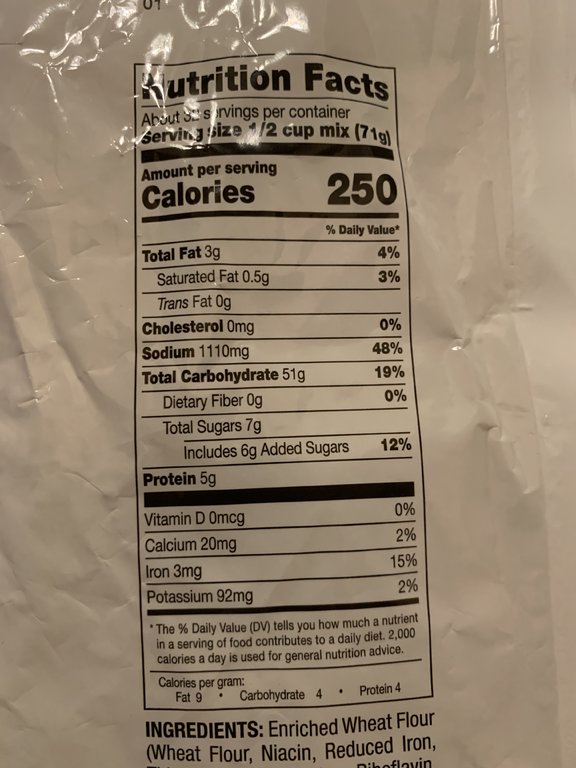 01
Nutrition Facts
About servings per container
Serving size 1/2 cup mix (71g)
Amount per serving
Calories 250
% Daily Value*
Total Fat 3g 4%
Saturated Fat 0.5g 3%
Trans Fat 0g
Cholesterol 0mg 0%
Sodium 1110mg 48%
Total Carbohydrate 51g 19%
Dietary Fiber 0g 0%
Total Sugars 7g
Includes 6g Added Sugars 12%
Protein 5g
Vitamin D 0mcg 0%
Calcium 20mg 2%
Iron 3mg 15%
Potassium 92mg 2%
* The % Daily Value (DV) tells you how much a nutrient
in a serving of food contributes to a daily diet. 2,000
calories a day is used for general nutrition advice.
Calories per gram:
Fat 9 • Carbohydrate 4 • Protein 4
INGREDIENTS: Enriched Wheat Flour
(Wheat Flour, Niacin, Reduced Iron,
Riboflavin